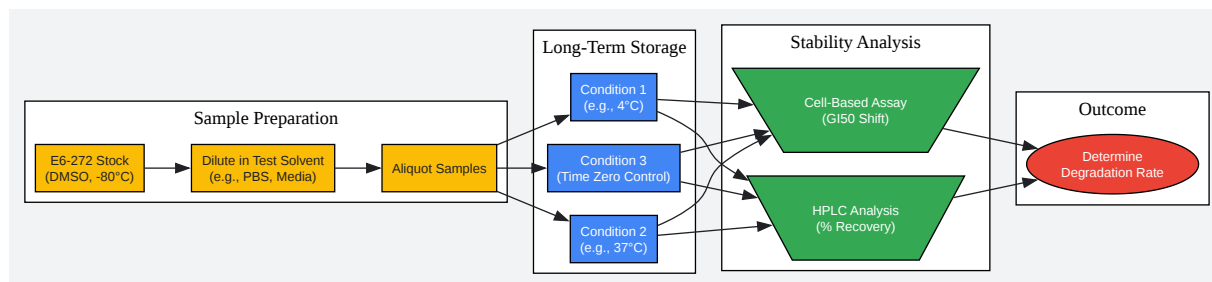 Sample Preparation
E6-272 Stock
(DMSO, -80°C)
Dilute in Test Solvent
(e.g., PBS, Media)
Aliquot Samples
Long-Term Storage
Condition 1
(e.g., 4°C)
Condition 3
(Time Zero Control)
Condition 2
(e.g., 37°C)
Stability Analysis
Cell-Based Assay
(GI50 Shift)
HPLC Analysis
(% Recovery)
Outcome
Determine
Degradation Rate